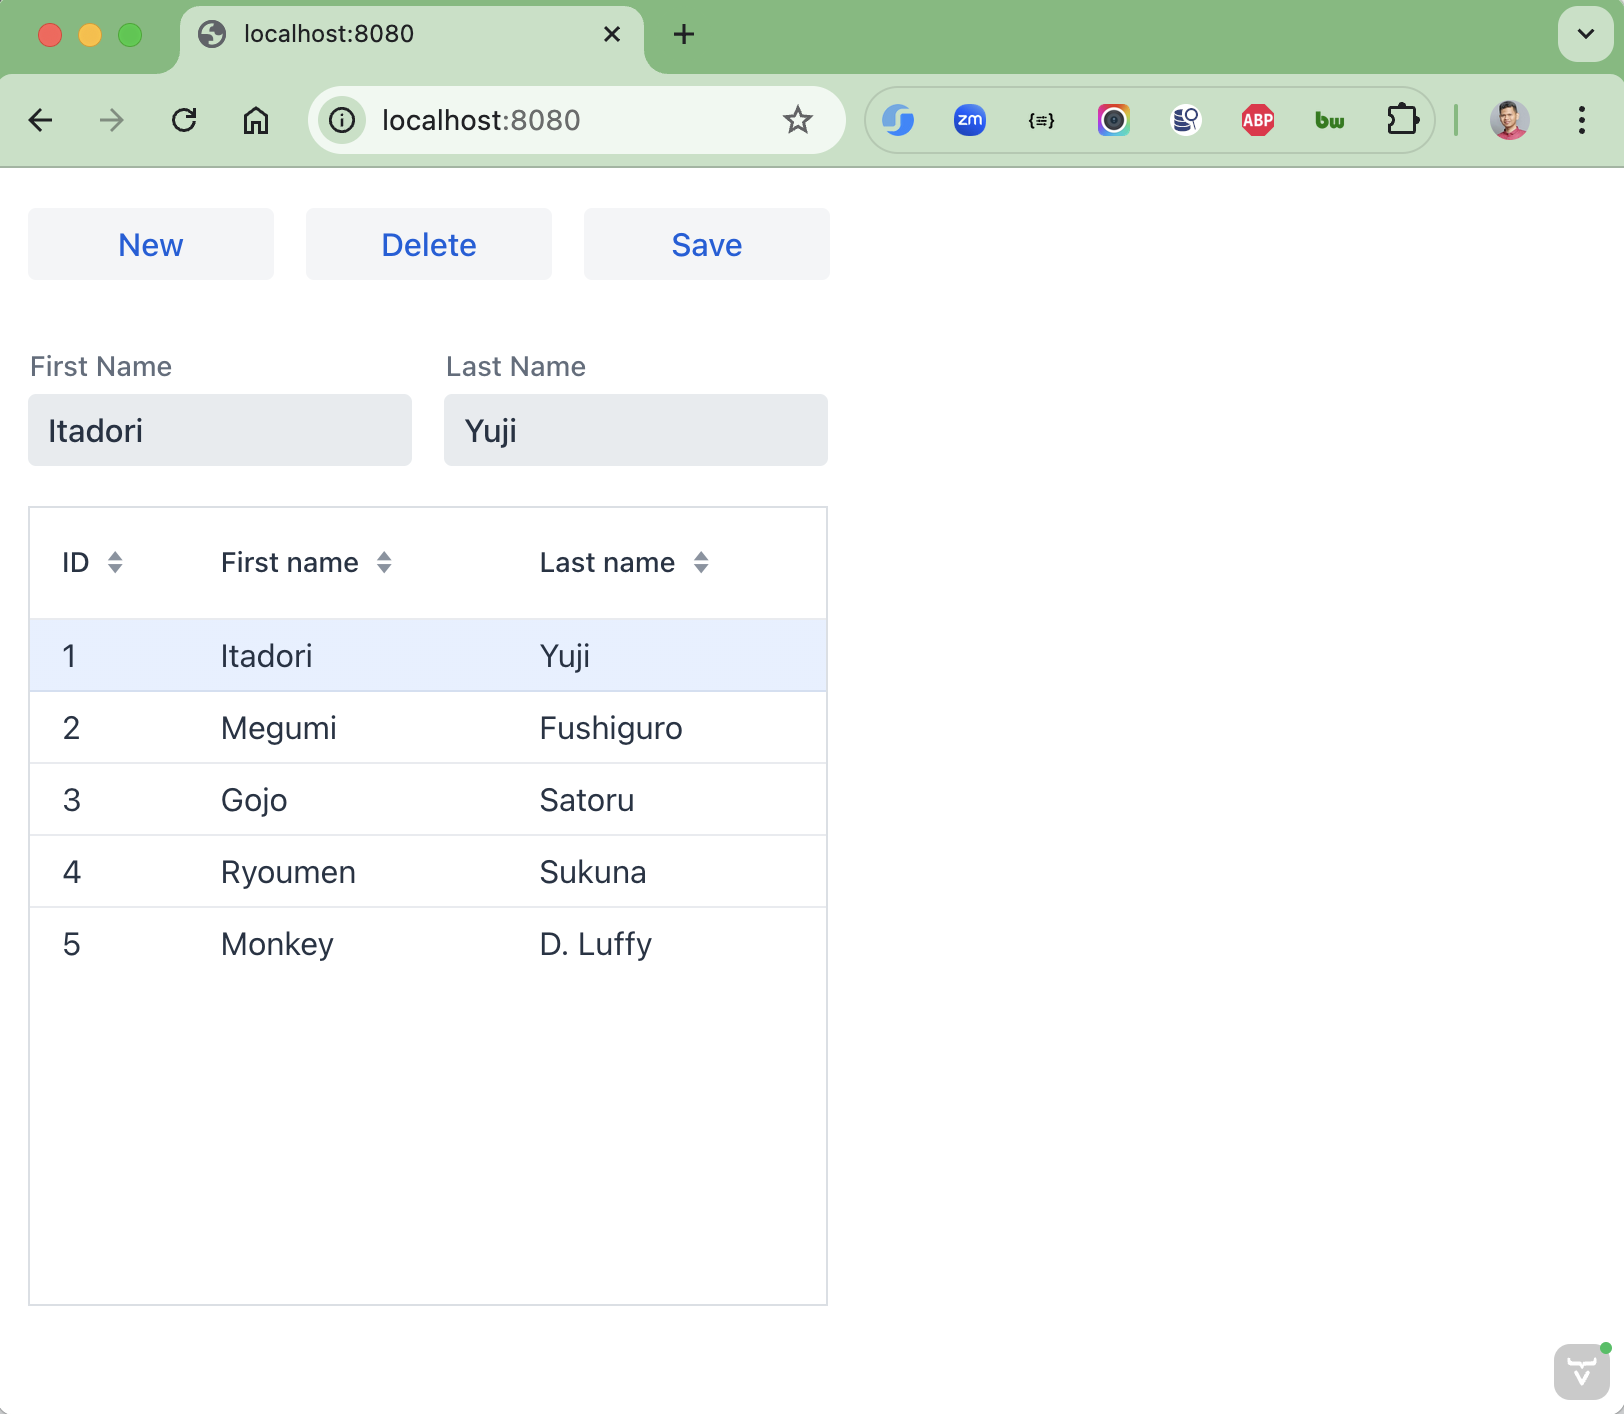 localhost:8080
localhost:8080
zm
{≡}
ABP
bw
New Delete Save
First Name Last Name
Itadori Yuji
ID First name Last name
1 Itadori Yuji
2 Megumi Fushiguro
3 Gojo Satoru
4 Ryoumen Sukuna
5 Monkey D. Luffy